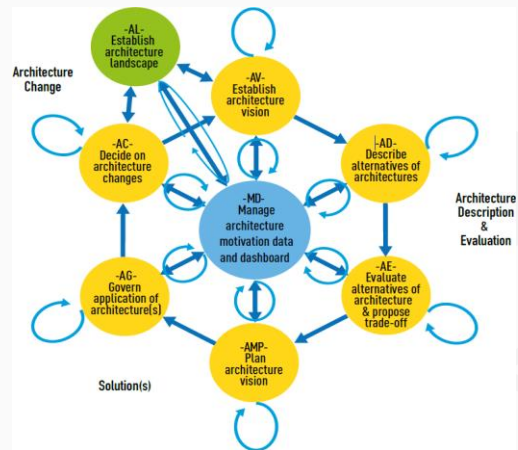 -AL-
Establish
architecture
landscape
Architecture
Change
-AV-
Establish
architecture
vision
-AC-
Decide on
architecture
changes
-AD-
Describe
alternatives of
architectures
-MD-
Manage
architecture
motivation data
and dashboard
Architecture
Description
&
Evaluation
-AG-
Govern
application of
architecture(s)
-AE-
Evaluate
alternatives of
architecture
& propose
trade-off
-AMP-
Plan
architecture
vision
Solution(s)